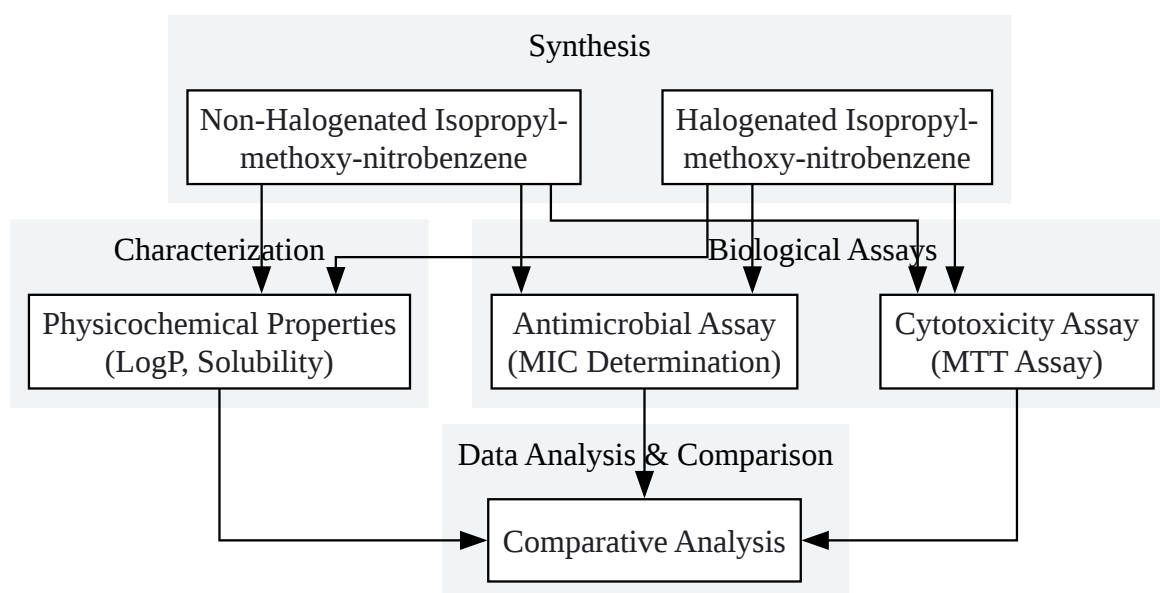 Synthesis
Non-Halogenated Isopropyl-
methoxy-nitrobenzene
Halogenated Isopropyl-
methoxy-nitrobenzene
Characterization
Biological Assays
Physicochemical Properties
(LogP, Solubility)
Antimicrobial Assay
(MIC Determination)
Cytotoxicity Assay
(MTT Assay)
Data Analysis & Comparison
Comparative Analysis